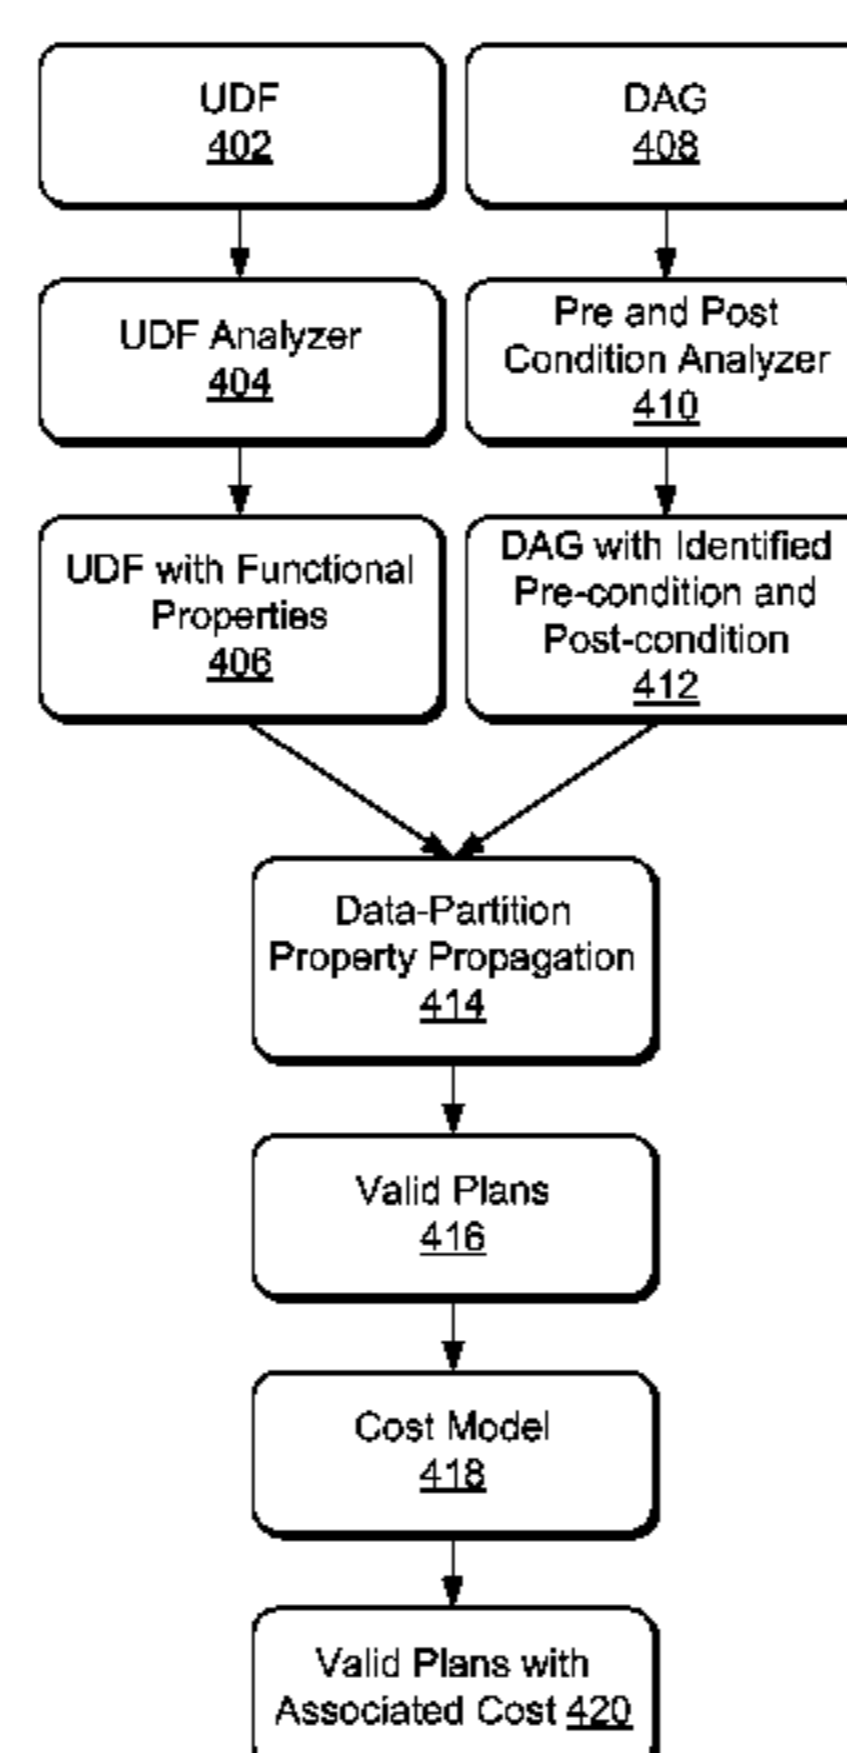 UDF
402
DAG
408
UDF Analyzer
404
Pre and Post
Condition Analyzer
410
UDF with Functional
Properties
406
DAG with Identified
Pre-condition and
Post-condition
412
Data-Partition
Property Propagation
414
Valid Plans
416
Cost Model
418
Valid Plans with
Associated Cost 420